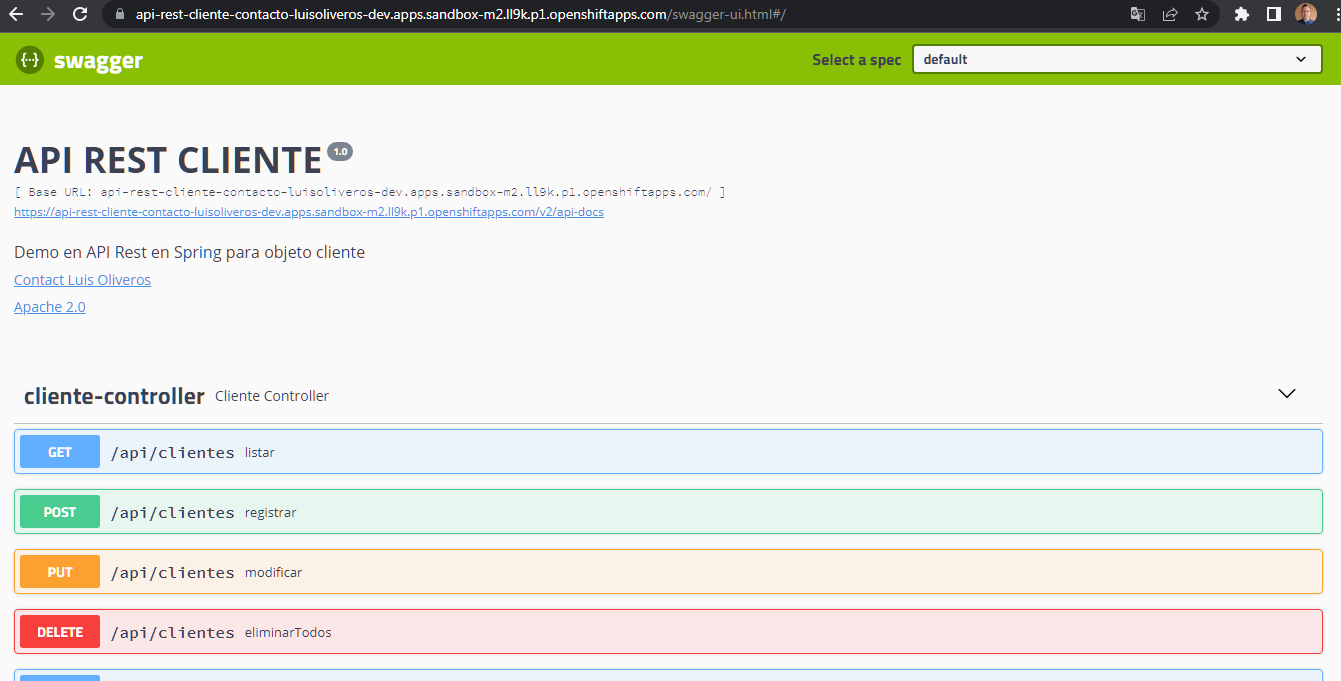 api-rest-cliente-contacto-luisoliveros-dev.apps.sandbox-m2.ll9k.p1.openshiftapps.com/swagger-ui.html#/
{···} swagger
Select a spec default
API REST CLIENTE 1.0
[ Base URL: api-rest-cliente-contacto-luisoliveros-dev.apps.sandbox-m2.ll9k.p1.openshiftapps.com/ ]
https://api-rest-cliente-contacto-luisoliveros-dev.apps.sandbox-m2.ll9k.p1.openshiftapps.com/v2/api-docs
Demo en API Rest en Spring para objeto cliente
Contact Luis Oliveros
Apache 2.0
cliente-controller Cliente Controller
GET /api/clientes listar
POST /api/clientes registrar
PUT /api/clientes modificar
DELETE /api/clientes eliminarTodos